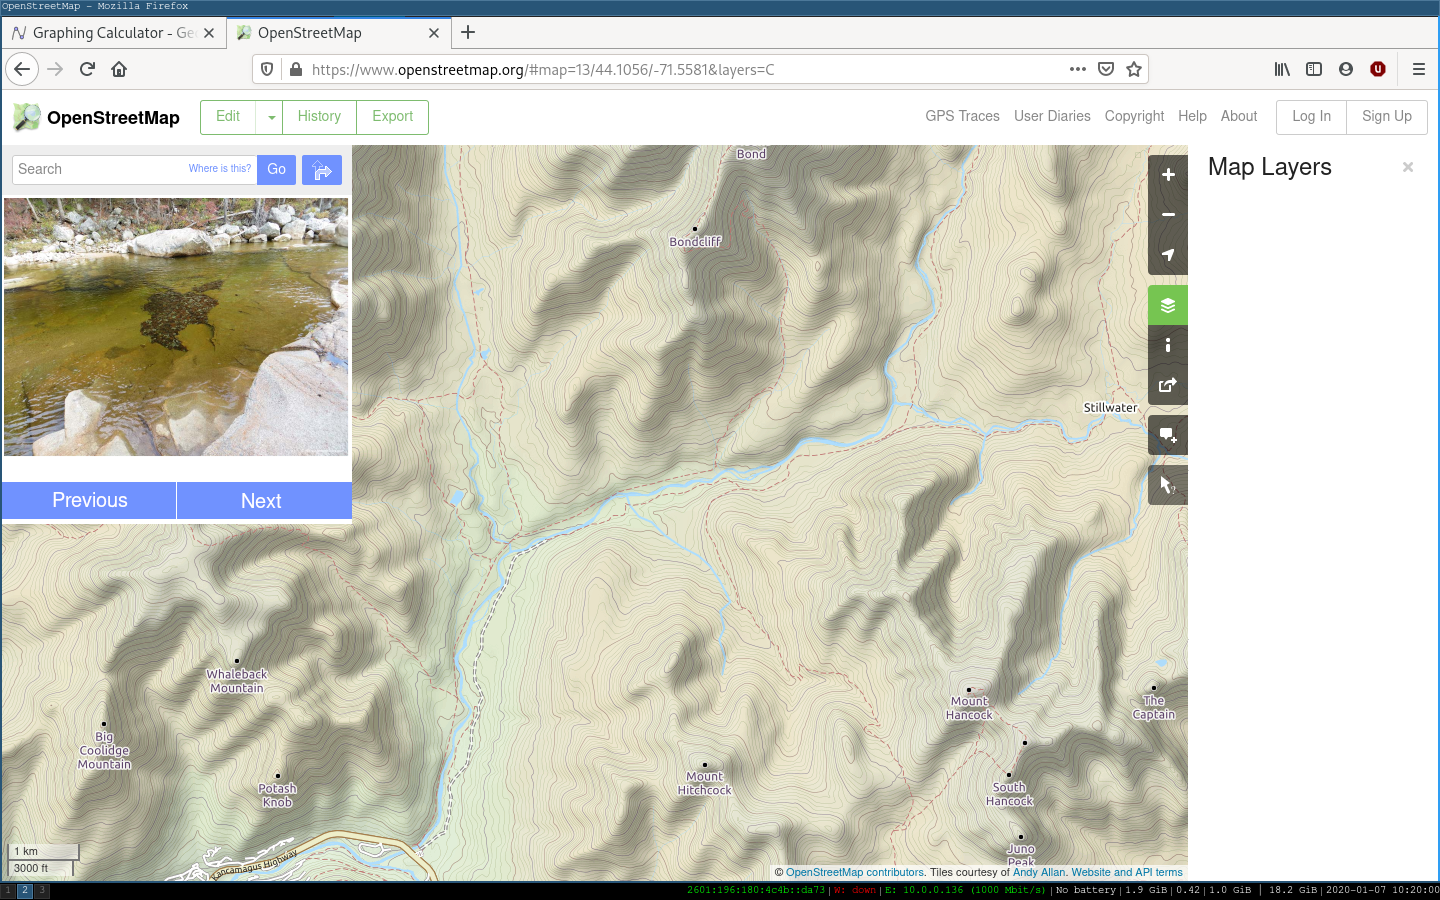 OpenStreetMap - Mozilla Firefox
Graphing Calculator - Ge
OpenStreetMap
https://www.openstreetmap.org/#map=13/44.1056/-71.5581&layers=C
OpenStreetMap
Edit
History
Export
GPS Traces
User Diaries
Copyright
Help
About
Log In
Sign Up
Search
Where is this?
Go
Map Layers
×
Bond
Bondcliff
Stillwater
Previous
Next
Whaleback
Mountain
Big
Coolidge
Mountain
Potash
Knob
Mount
Hancock
The
Captain
Mount
Hitchcock
South
Hancock
Juno
Peak
Kancamagus Highway
1 km
3000 ft
© OpenStreetMap contributors. Tiles courtesy of Andy Allan. Website and API terms
1 2 3
2601:196:180:4c4b::da73|W: down|E: 10.0.0.136 (1000 Mbit/s)|No battery|1.9 GiB|0.42|1.0 GiB | 18.2 GiB|2020-01-07 10:20:00